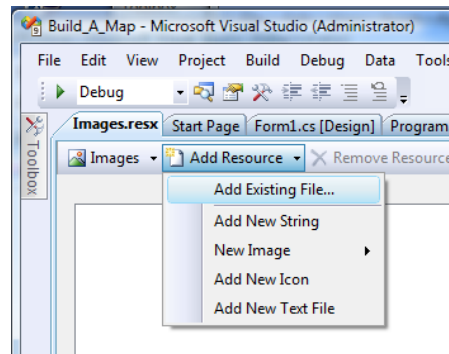 Build_A_Map - Microsoft Visual Studio (Administrator)
File Edit View Project Build Debug Data Tools
Debug
Images.resx Start Page Form1.cs [Design] Program
Toolbox
Images Add Resource Remove Resource
Add Existing File...
Add New String
New Image
Add New Icon
Add New Text File